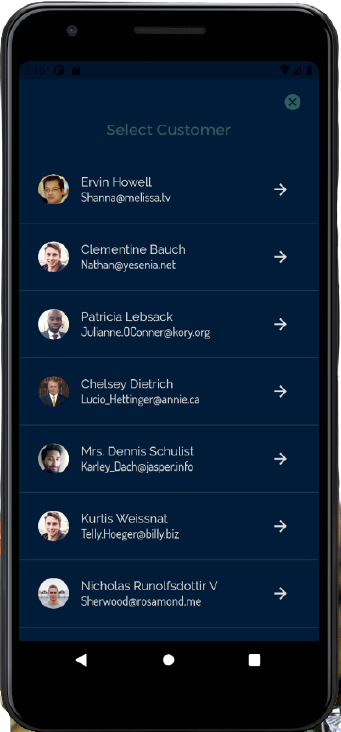 7:16
Select Customer
Ervin Howell
Shanna@melissa.tv
Clementine Bauch
Nathan@yesenia.net
Patricia Lebsack
Julianne.OConner@kory.org
Chelsey Dietrich
Lucio_Hettinger@annie.ca
Mrs. Dennis Schulist
Karley_Dach@jasper.info
Kurtis Weissnat
Telly.Hoeger@billy.biz
Nicholas Runolfsdottir V
Sherwood@rosamond.me